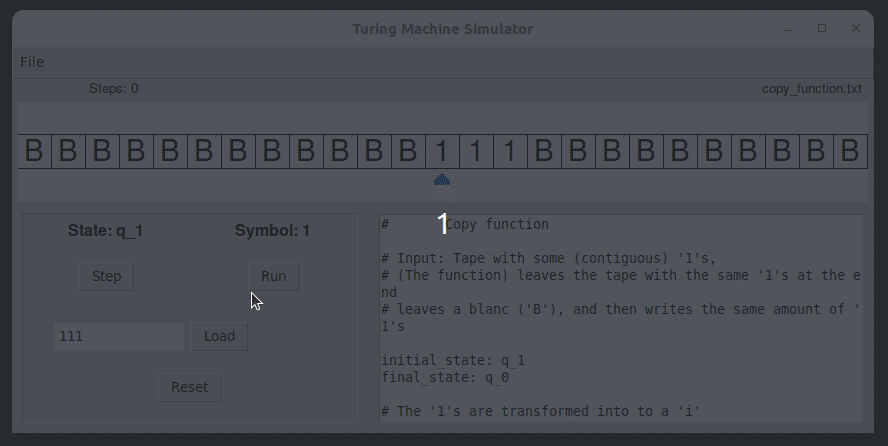 Turing Machine Simulator
File
Steps: 0 copy_function.txt
B B B B B B B B B B B B 1 1 1 B B B B B B B B B B
State: q_1 Symbol: 1
Step Run
111 Load
Reset
1
# Copy function
# Input: Tape with some (contiguous) '1's,
# (The function) leaves the tape with the same '1's at the e
nd
# leaves a blanc ('B'), and then writes the same amount of '
1's
initial_state: q_1
final_state: q_0
# The '1's are transformed into to a 'i'